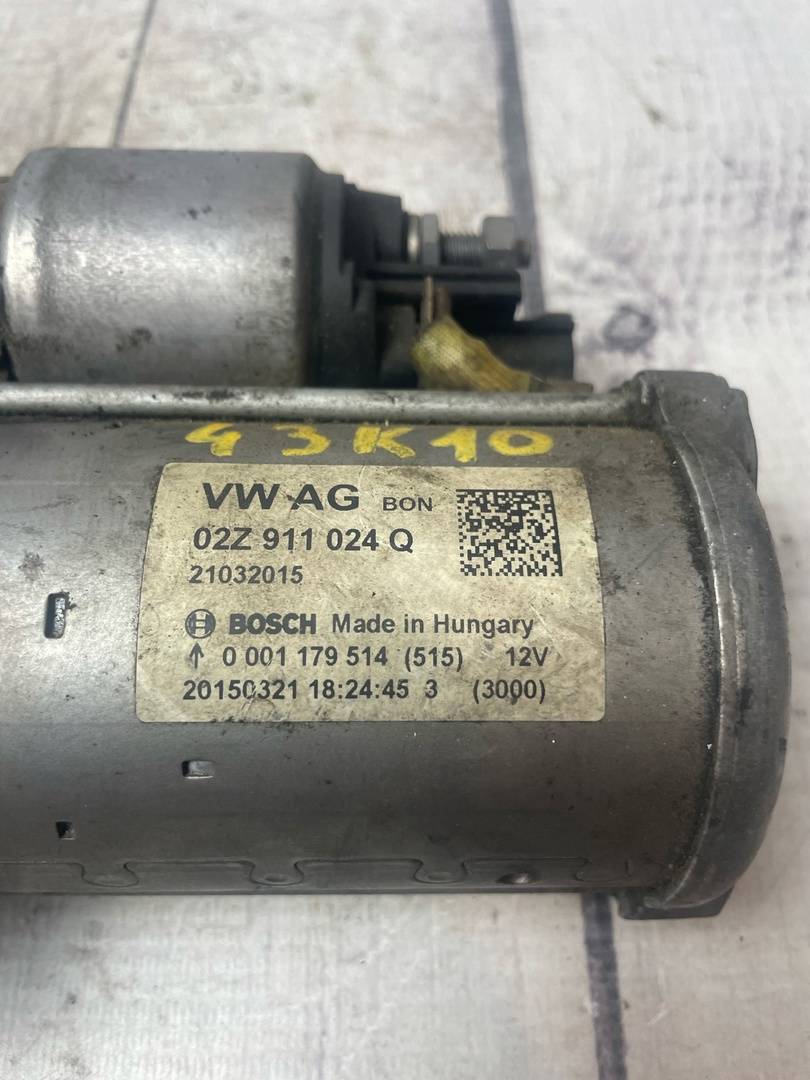 43K10
VW AG BON
02Z 911 024 Q
21032015
BOSCH Made in Hungary
↑ 0 001 179 514 (515) 12V
20150321 18:24:45 3 (3000)